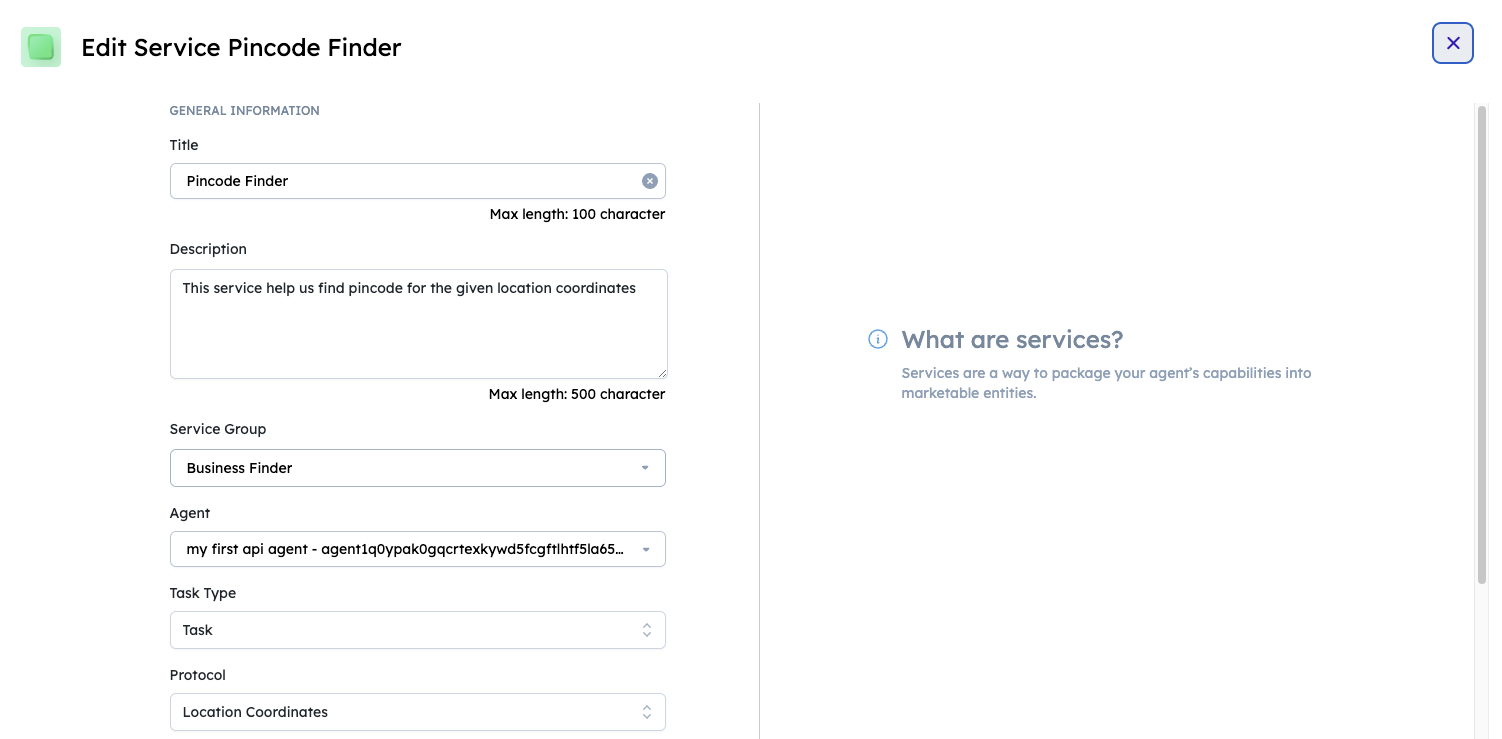 Edit Service Pincode Finder
GENERAL INFORMATION
Title
Pincode Finder
Max length: 100 character
Description
This service help us find pincode for the given location coordinates
Max length: 500 character
Service Group
Business Finder
Agent
my first api agent - agent1q0ypak0gqcrtexkywd5fcgftlhtf5la65...
Task Type
Task
Protocol
Location Coordinates
What are services?
Services are a way to package your agent's capabilities into
marketable entities.